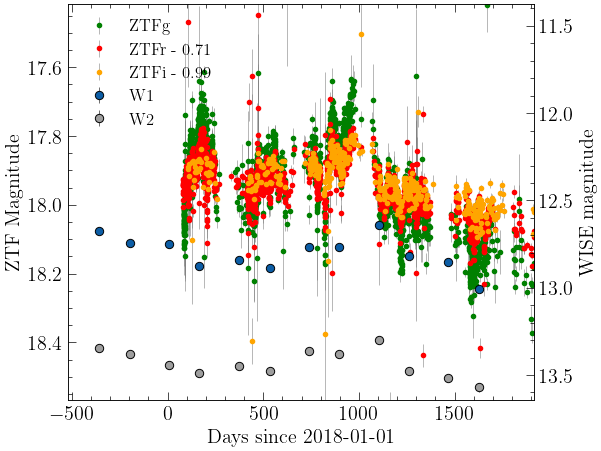 ZTFg
ZTFr - 0.71
ZTFi - 0.99
W1
W2
17.6
17.8
18.0
18.2
18.4
ZTF Magnitude
11.5
12.0
12.5
13.0
13.5
WISE magnitude
−500 0 500 1000 1500
Days since 2018-01-01